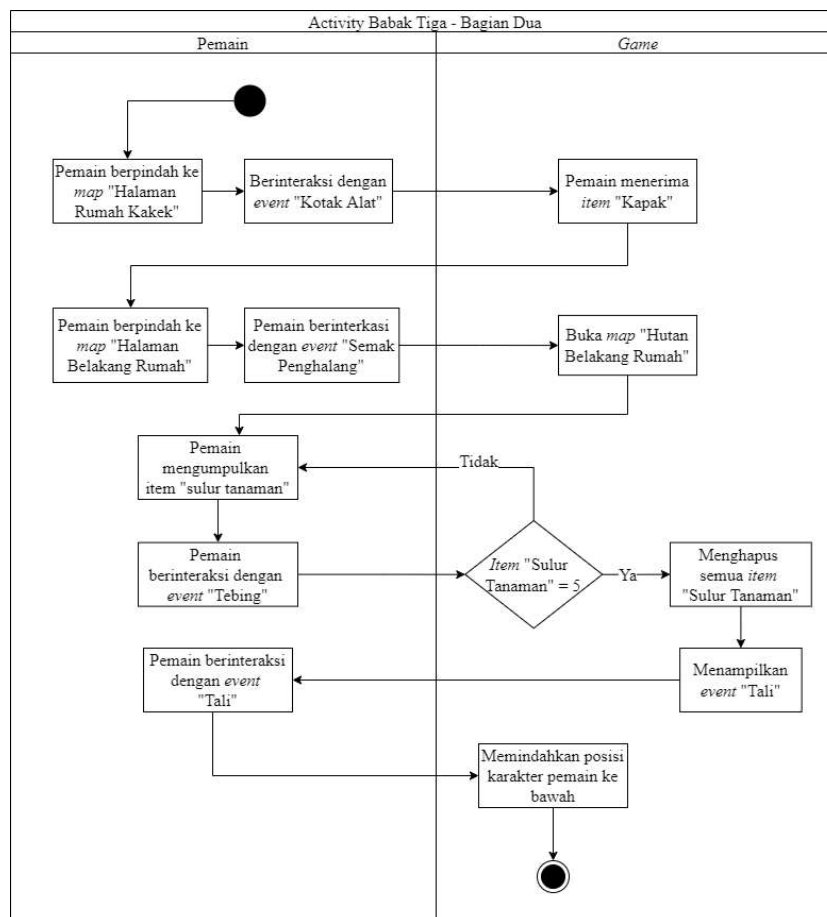 Activity Babak Tiga - Bagian Dua
Pemain
Game
Pemain berpindah ke
map "Halaman
Rumah Kakek"
Berinteraksi dengan
event "Kotak Alat"
Pemain menerima
item "Kapak"
Pemain berpindah ke
map "Halaman
Belakang Rumah"
Pemain berinterkasi
dengan event "Semak
Penghalang"
Buka map "Hutan
Belakang Rumah"
Pemain
mengumpulkan
item "sulur tanaman"
Tidak
Pemain
berinteraksi dengan
event "Tebing"
Item "Sulur
Tanaman" = 5
Ya
Menghapus
semua item
"Sulur Tanaman"
Menampilkan
event "Tali"
Pemain berinteraksi
dengan event
"Tali"
Memindahkan posisi
karakter pemain ke
bawah